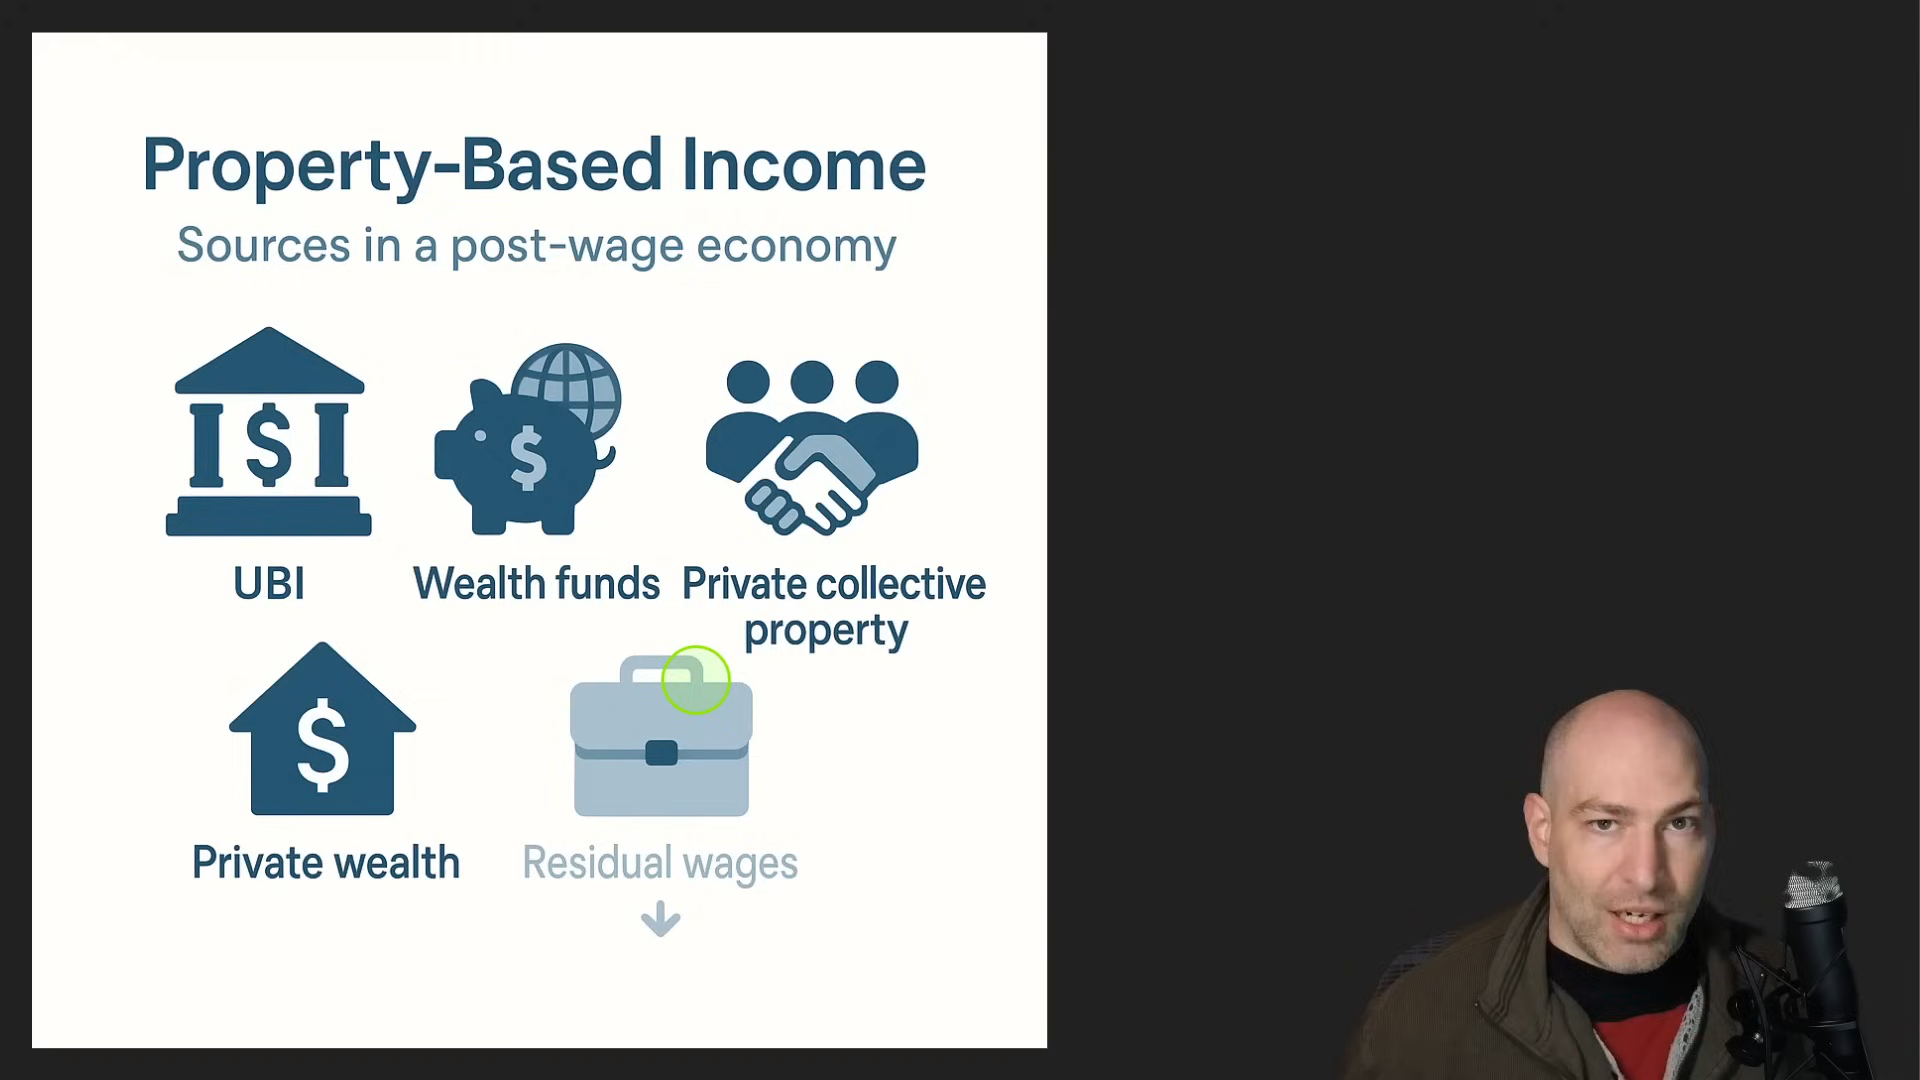 Property-Based Income
Sources in a post-wage economy
$
$
UBI
Wealth funds
Private collective
property
$
Private wealth
Residual wages